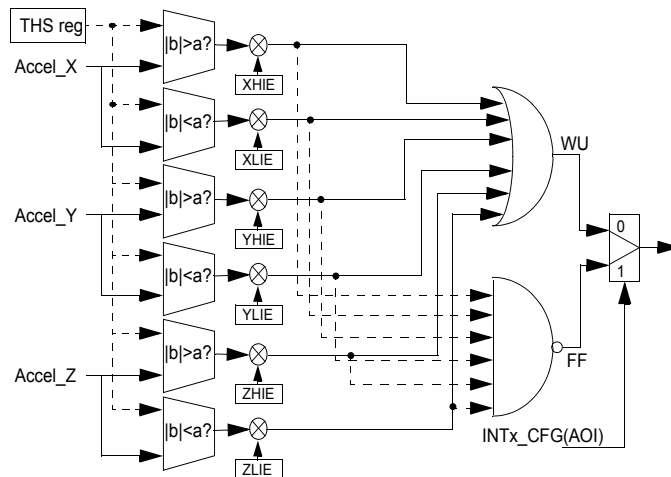 THS reg
|b|>a?
Accel_X
XHIE
|b|<a?
XLIE
WU
|b|>a?
Accel_Y
YHIE
0
|b|<a?
1
YLIE
|b|>a?
FF
Accel_Z
ZHIE
|b|<a?
INTx_CFG(AOI)
ZLIE